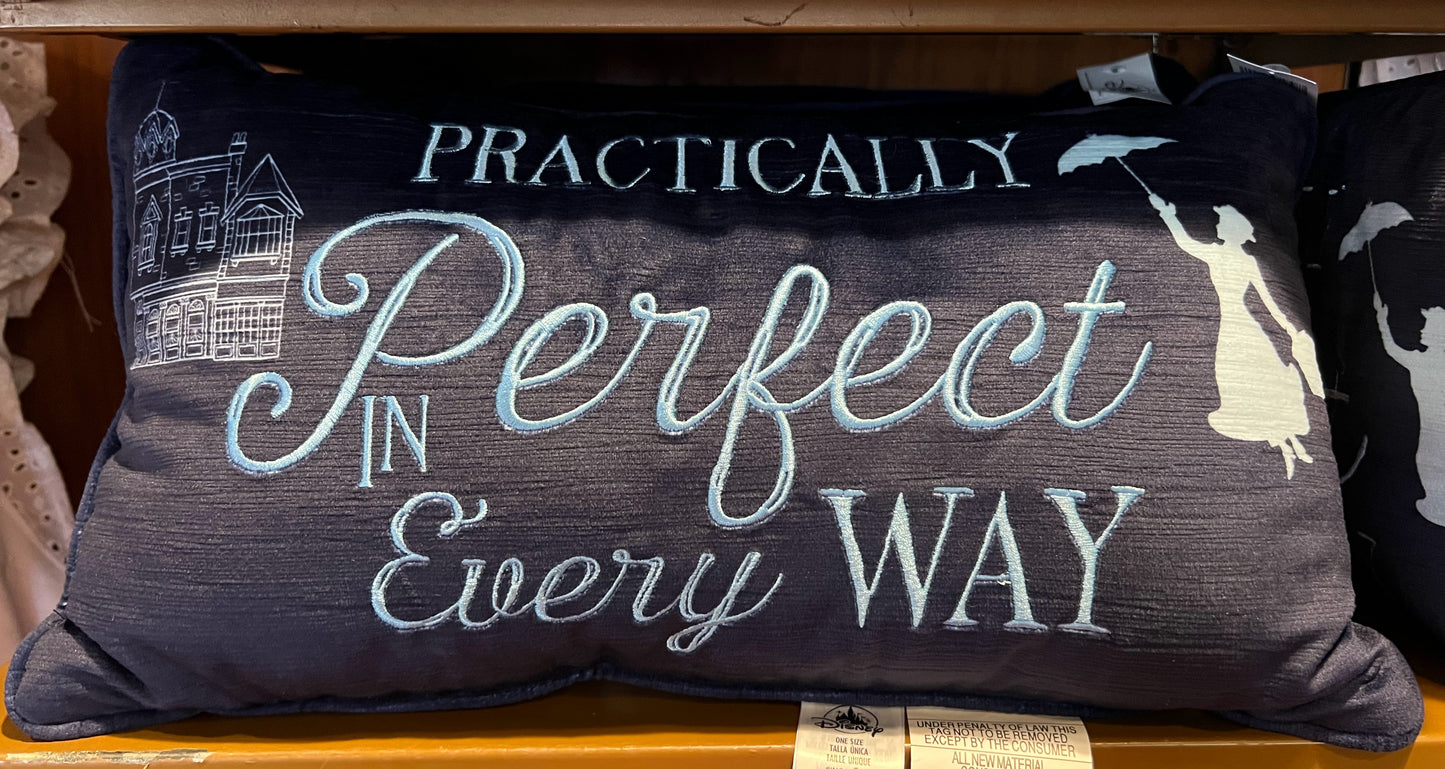 PRACTICALLY
Perfect
IN
Every WAY
Disney
ONE SIZE
TALLA ÚNICA
TAILLE UNIQUE
UNDER PENALTY OF LAW THIS
TAG NOT TO BE REMOVED
EXCEPT BY THE CONSUMER
ALL NEW MATERIAL